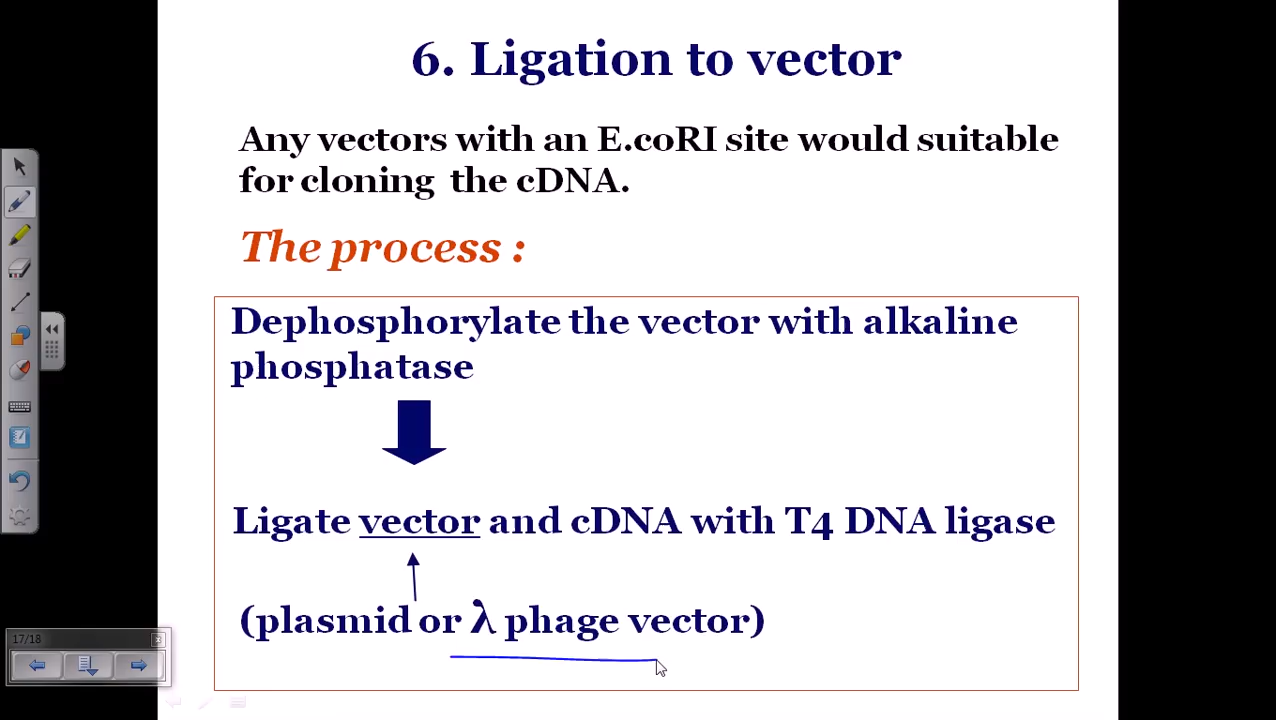 6. Ligation to vector
Any vectors with an E.coRI site would suitable
for cloning the cDNA.
The process :
Dephosphorylate the vector with alkaline
phosphatase
Ligate vector and cDNA with T4 DNA ligase
(plasmid or λ phage vector)
17/18